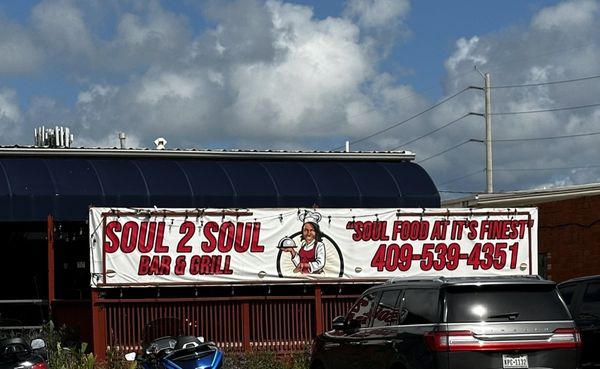 SOUL 2 SOUL
BAR & GRILL
"SOUL FOOD AT IT'S FINEST"
409-539-4351